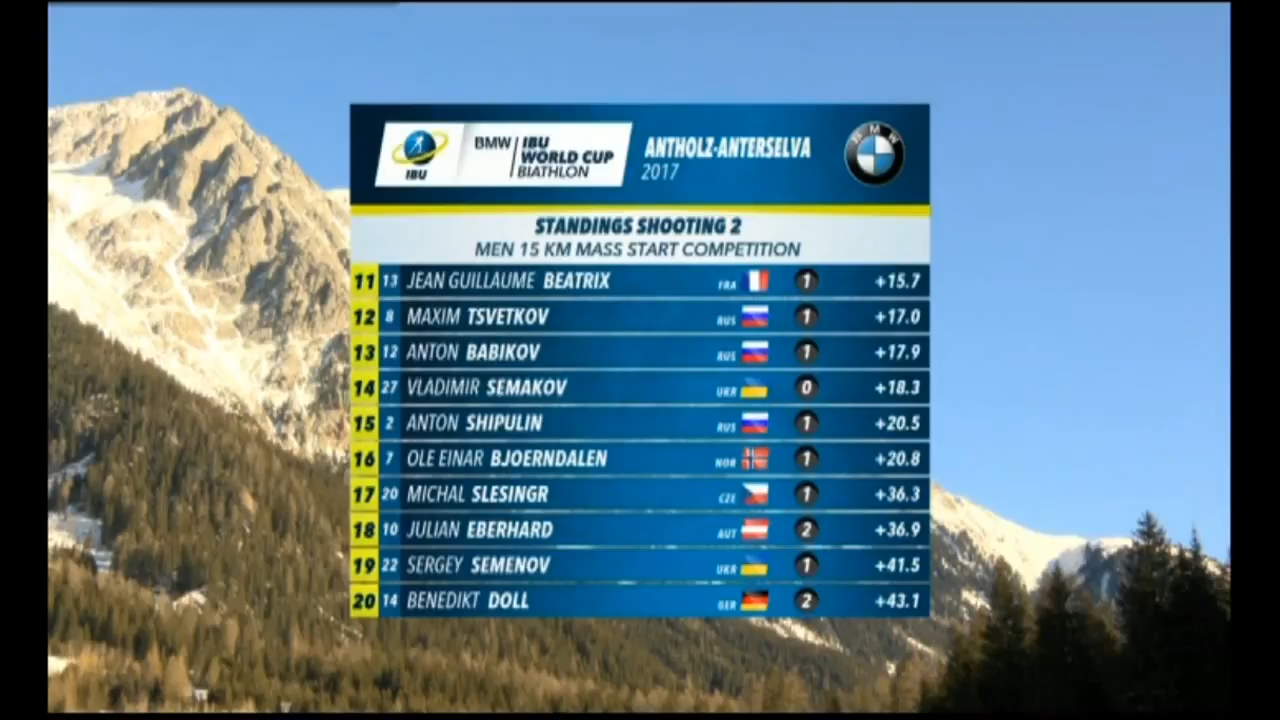 IBU
BMW IBU WORLD CUP BIATHLON
ANTHOLZ-ANTERSELVA
2017
BMW
STANDINGS SHOOTING 2
MEN 15 KM MASS START COMPETITION
11 13 JEAN GUILLAUME BEATRIX FRA 1 +15.7
12 8 MAXIM TSVETKOV RUS 1 +17.0
13 12 ANTON BABIKOV RUS 1 +17.9
14 27 VLADIMIR SEMAKOV UKR 0 +18.3
15 2 ANTON SHIPULIN RUS 1 +20.5
16 7 OLE EINAR BJOERNDALEN NOR 1 +20.8
17 20 MICHAL SLESINGR CZE 1 +36.3
18 10 JULIAN EBERHARD AUT 2 +36.9
19 22 SERGEY SEMENOV UKR 1 +41.5
20 14 BENEDIKT DOLL GER 2 +43.1